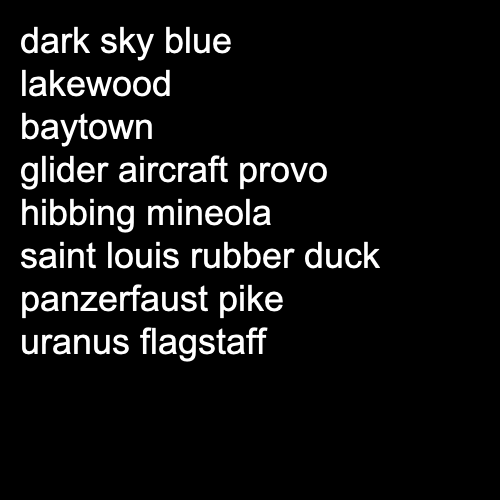 dark sky blue
lakewood
baytown
glider aircraft provo
hibbing mineola
saint louis rubber duck
panzerfaust pike
uranus flagstaff